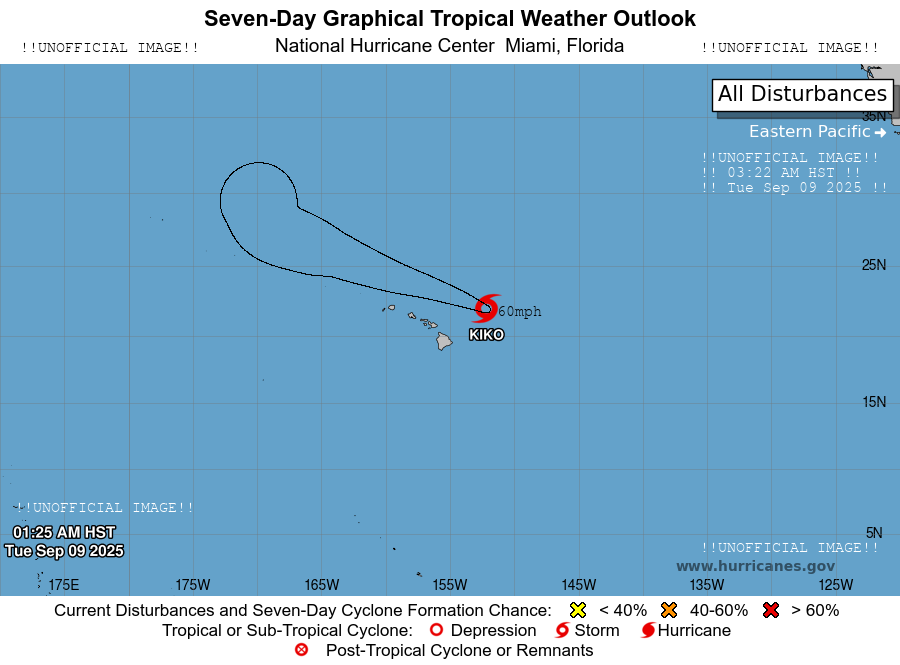 Seven-Day Graphical Tropical Weather Outlook
!!UNOFFICIAL IMAGE!!
National Hurricane Center  Miami, Florida
!!UNOFFICIAL IMAGE!!
All Disturbances
35N
Eastern Pacific
!!UNOFFICIAL IMAGE!!
!! 03:22 AM HST !!
!! Tue Sep 09 2025 !!
25N
60mph
KIKO
15N
!!UNOFFICIAL IMAGE!!
01:25 AM HST
Tue Sep 09 2025
5N
!!UNOFFICIAL IMAGE!!
www.hurricanes.gov
175E 175W 165W 155W 145W 135W 125W
Current Disturbances and Seven-Day Cyclone Formation Chance: < 40% 40-60% > 60%
Tropical or Sub-Tropical Cyclone: Depression Storm Hurricane
Post-Tropical Cyclone or Remnants